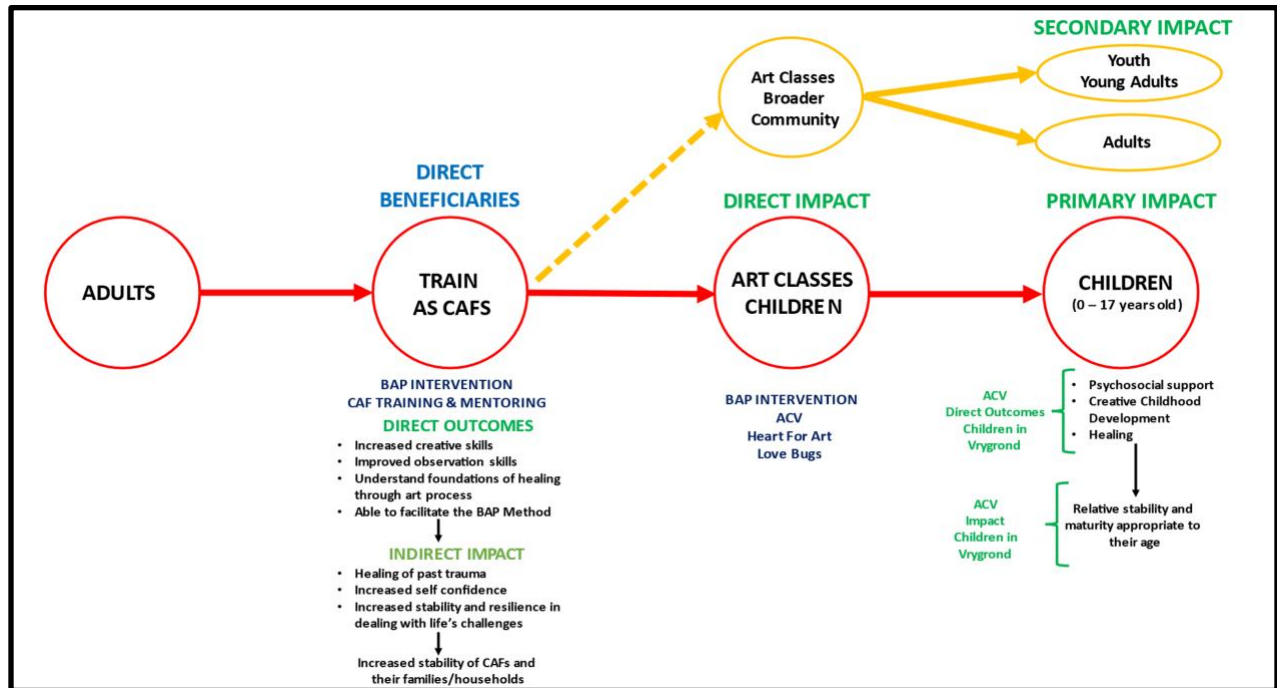 SECONDARY IMPACT
Youth
Young Adults
Art Classes
Broader
Community
Adults
DIRECT
BENEFICIARIES
DIRECT IMPACT
PRIMARY IMPACT
ADULTS
TRAIN
AS CAFS
ART CLASSES
CHILDREN
CHILDREN
(0 – 17 years old)
BAP INTERVENTION
CAF TRAINING & MENTORING
DIRECT OUTCOMES
• Increased creative skills
• Improved observation skills
• Understand foundations of healing
through art process
• Able to facilitate the BAP Method
INDIRECT IMPACT
• Healing of past trauma
• Increased self confidence
• Increased stability and resilience in
dealing with life's challenges
Increased stability of CAFs and
their families/households
BAP INTERVENTION
ACV
Heart For Art
Love Bugs
ACV
Direct Outcomes
Children in
Vrygrond
• Psychosocial support
• Creative Childhood
Development
• Healing
ACV
Impact
Children in
Vrygrond
Relative stability and
maturity appropriate to
their age